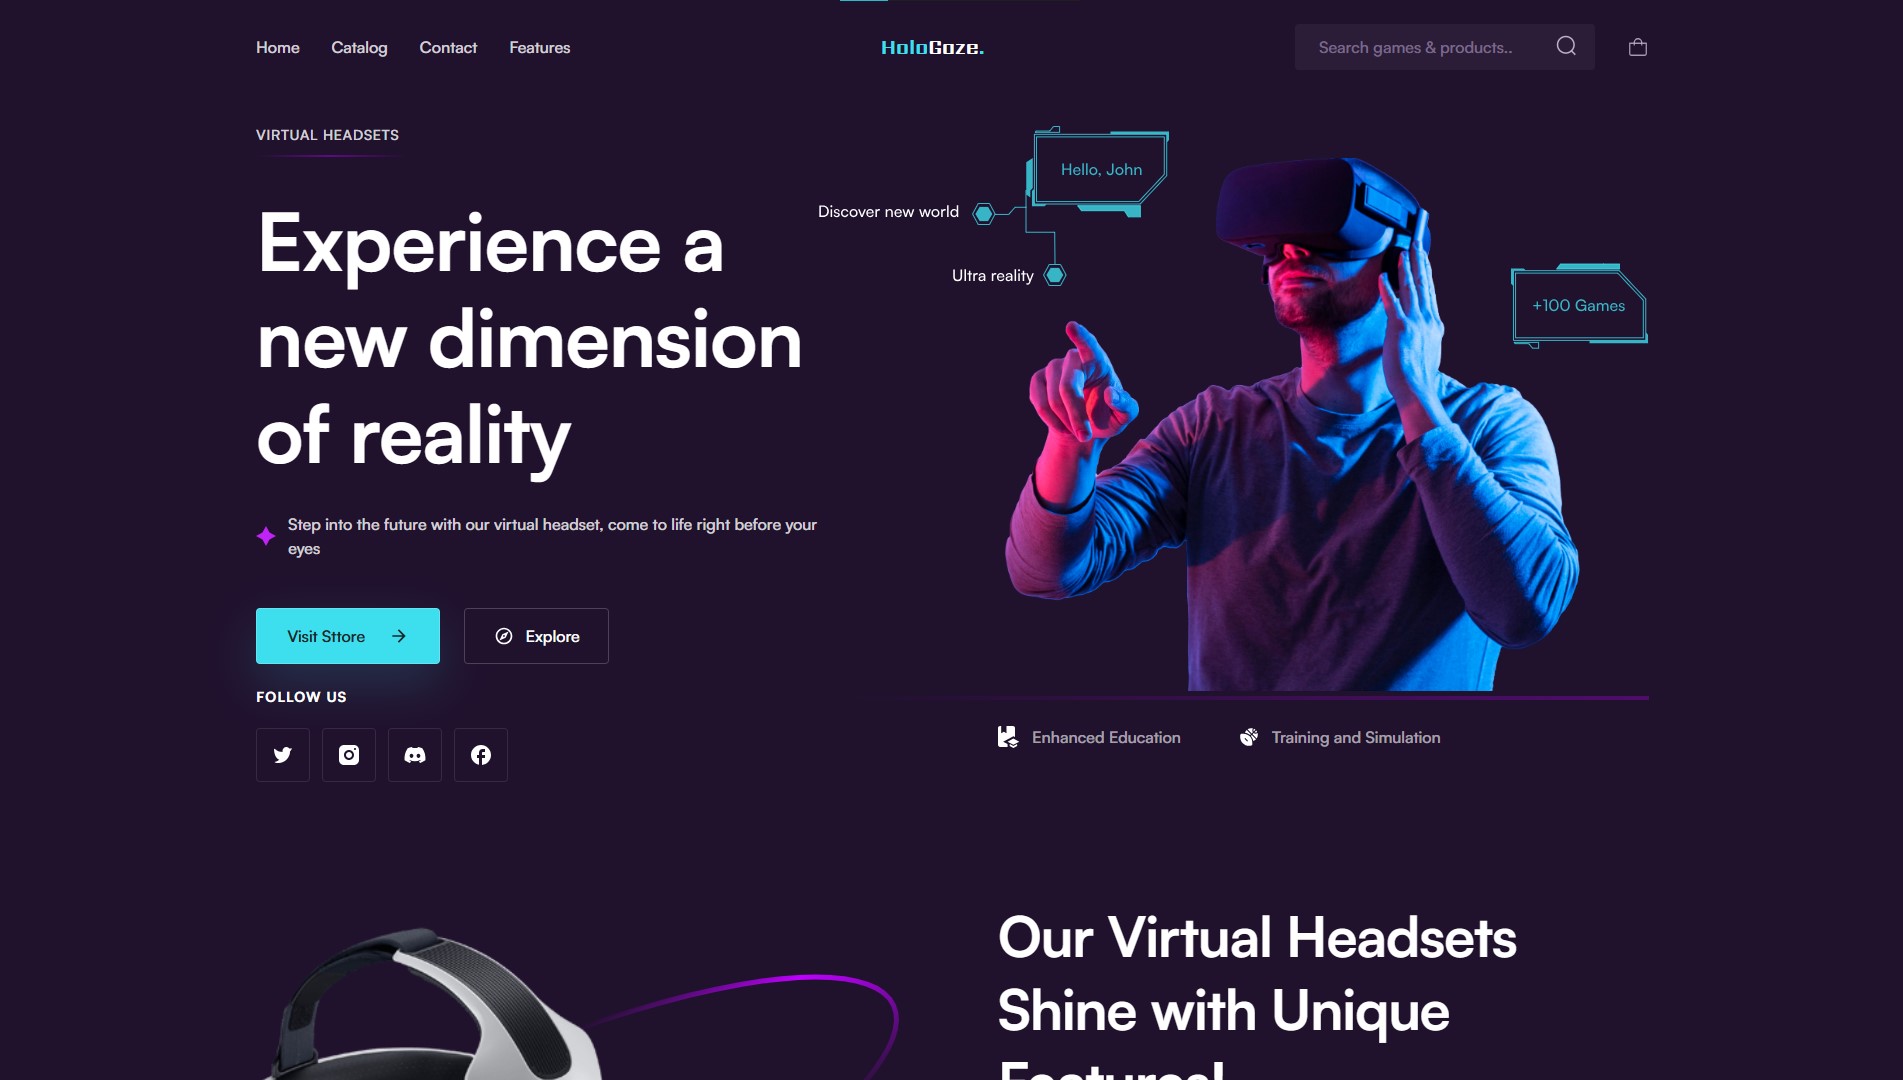 Home Catalog Contact Features
HoloGaze.
Search games & products..
VIRTUAL HEADSETS
Experience a
new dimension
of reality
Step into the future with our virtual headset, come to life right before your
eyes
Visit Sttore
Explore
FOLLOW US
Hello, John
Discover new world
Ultra reality
+100 Games
Enhanced Education
Training and Simulation
Our Virtual Headsets
Shine with Unique
Features!